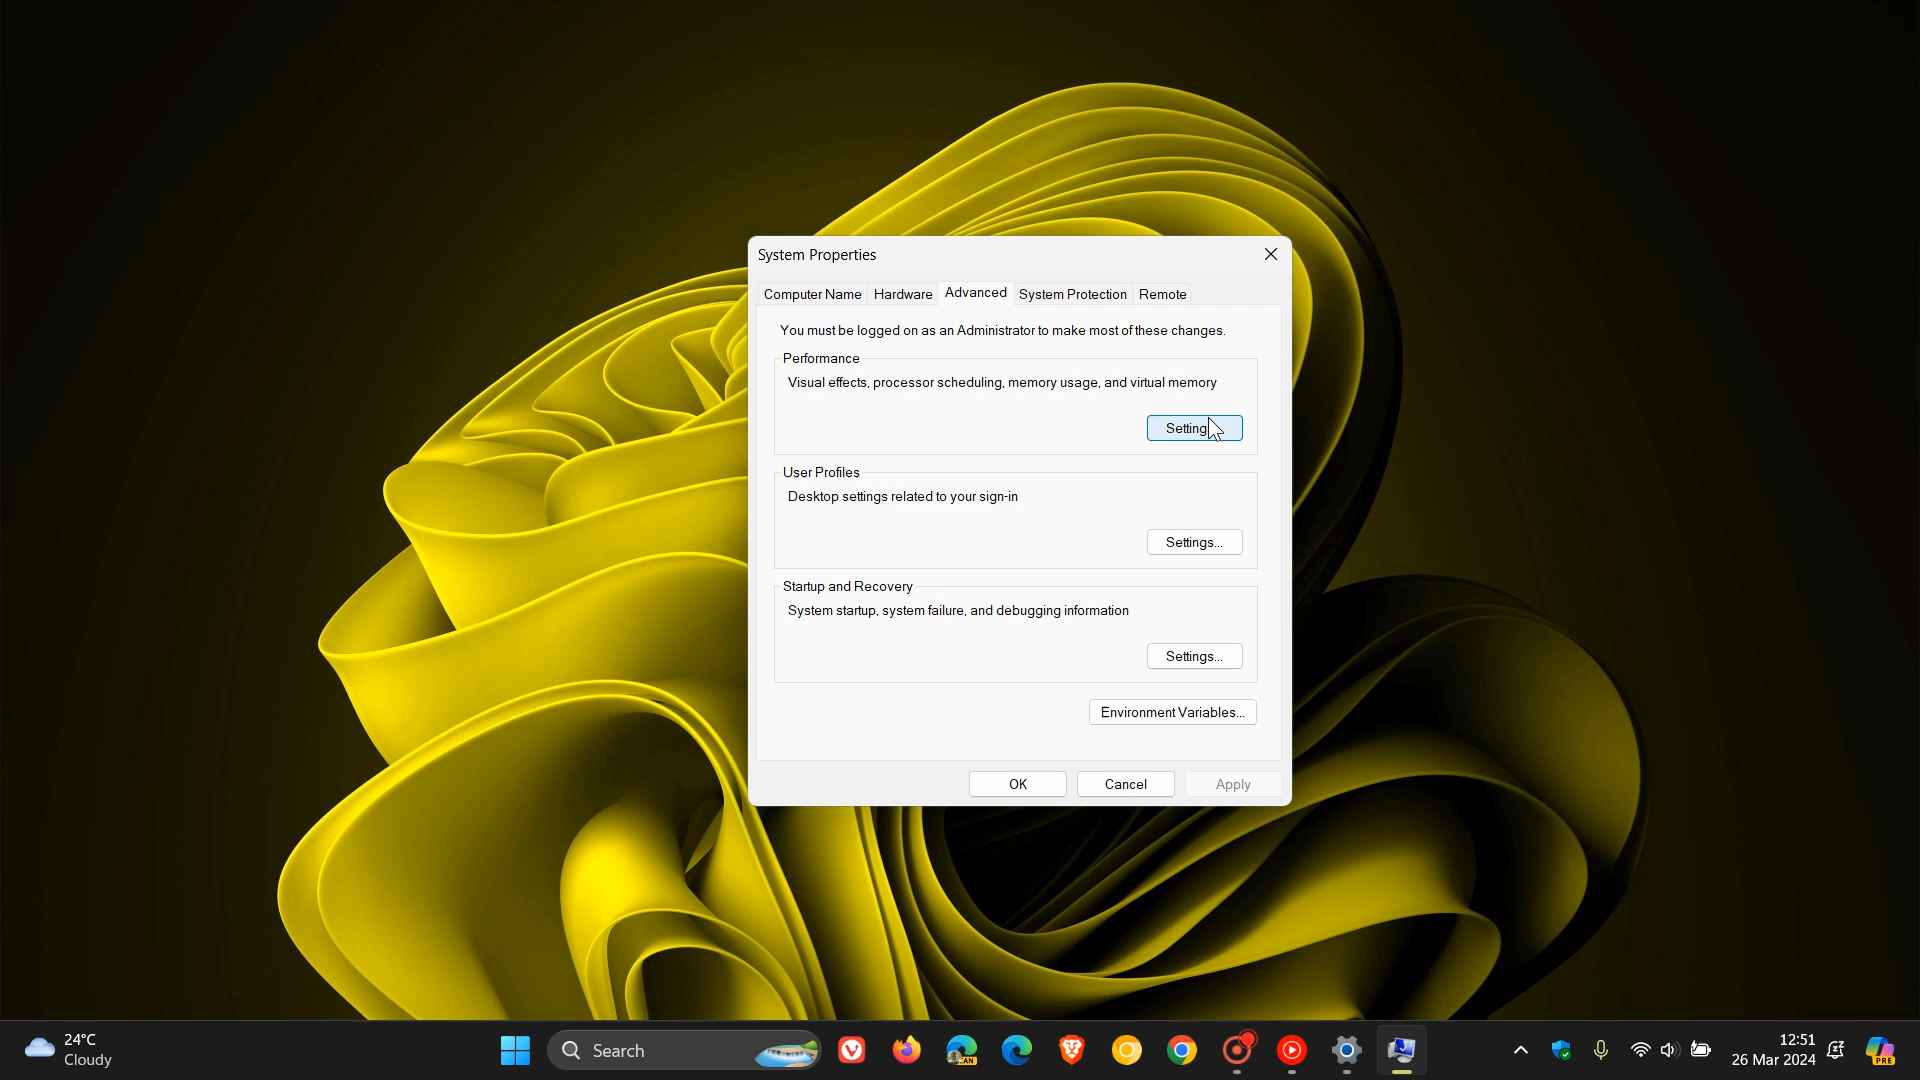 System Properties
Computer Name Hardware Advanced System Protection Remote
You must be logged on as an Administrator to make most of these changes.
Performance
Visual effects, processor scheduling, memory usage, and virtual memory
Setting
User Profiles
Desktop settings related to your sign-in
Settings...
Startup and Recovery
System startup, system failure, and debugging information
Settings...
Environment Variables...
OK Cancel Apply
24°C
Cloudy
Search
CAN
12:51
26 Mar 2024
PRE